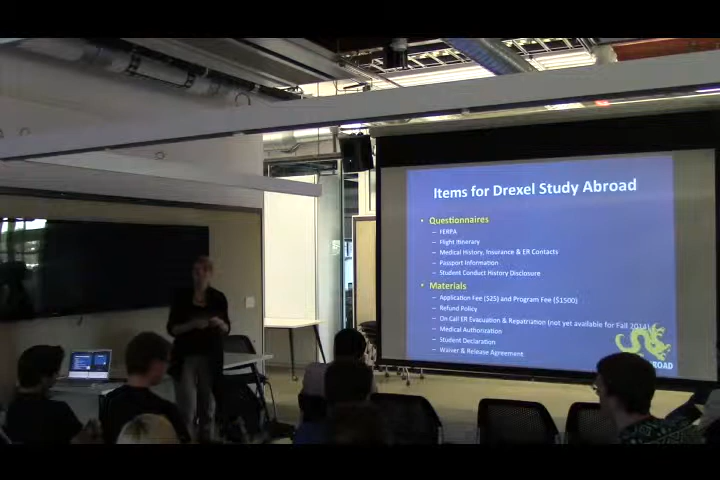 Items for Drexel Study Abroad
• Questionnaires
– FERPA
– Flight Itinerary
– Medical History, Insurance & ER Contacts
– Passport Information
– Student Conduct History Disclosure
• Materials
– Application Fee ($25) and Program Fee ($1500)
– Refund Policy
– On Call ER Evacuation & Repatriation (not yet available for Fall 2014)
– Medical Authorization
– Student Declaration
– Waiver & Release Agreement